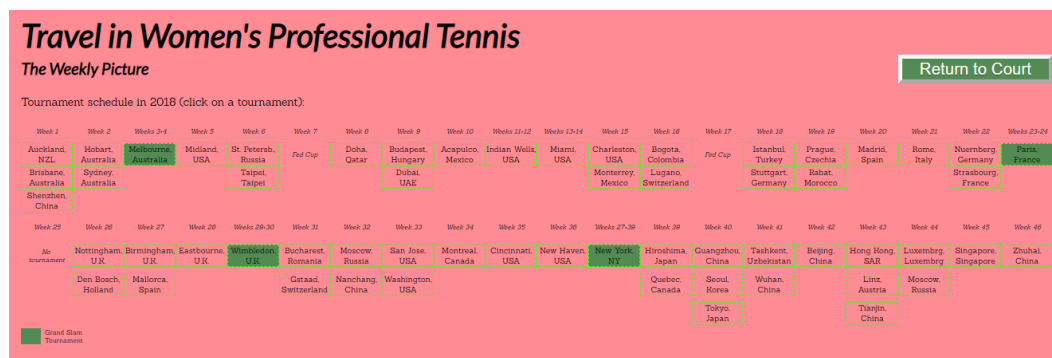 Travel in Women's Professional Tennis
The Weekly Picture
Return to Court
Tournament schedule in 2018 (click on a tournament):
Week 1 Week 2 Weeks 3-4 Week 5 Week 6 Week 7 Week 8 Week 9 Week 10 Weeks 11-12 Weeks 13-14 Week 15 Week 16 Week 17 Week 18 Week 19 Week 20 Week 21 Week 22 Weeks 23-24
Auckland, Hobart, Melbourne, Midland, St. Petersb., Fed Cup Doha, Budapest, Acapulco, Indian Wells, Miami, Charleston, Bogota, Fed Cup Istanbul, Prague, Madrid, Rome, Nuernberg, Paris,
NZL Australia Australia USA Russia Qatar Hungary Mexico USA USA USA Colombia Turkey Czechia Spain Italy Germany France
Brisbane, Sydney, Taipei, Dubai, Monterrey, Lugano, Stuttgart, Rabat, Strasbourg,
Australia Australia Taipei UAE Mexico Switzerland Germany Morocco France
Shenzhen,
China
Week 25 Week 26 Week 27 Week 28 Weeks 29-30 Week 31 Week 32 Week 33 Week 34 Week 35 Week 36 Weeks 37-39 Week 39 Week 40 Week 41 Week 42 Week 43 Week 44 Week 45 Week 46
No Nottingham, Birmingham, Eastbourne, Wimbledon, Bucharest, Moscow, San Jose, Montreal, Cincinnati, New Haven, New York, Hiroshima, Guangzhou, Tashkent, Beijing, Hong Hong, Luxembrg, Singapore, Zhuhai,
tournament U.K. U.K. U.K. U.K. Romania Russia USA Canada USA USA NY Japan China Uzbekistan China SAR Luxembrg Singapore China
Den Bosch, Mallorca, Gstaad, Nanchang, Washington, Quebec, Seoul, Wuhan, Linz, Moscow,
Holland Spain Switzerland China USA Canada Korea China Austria Russia
Tokyo, Tianjin,
Japan China
Grand Slam
Tournament